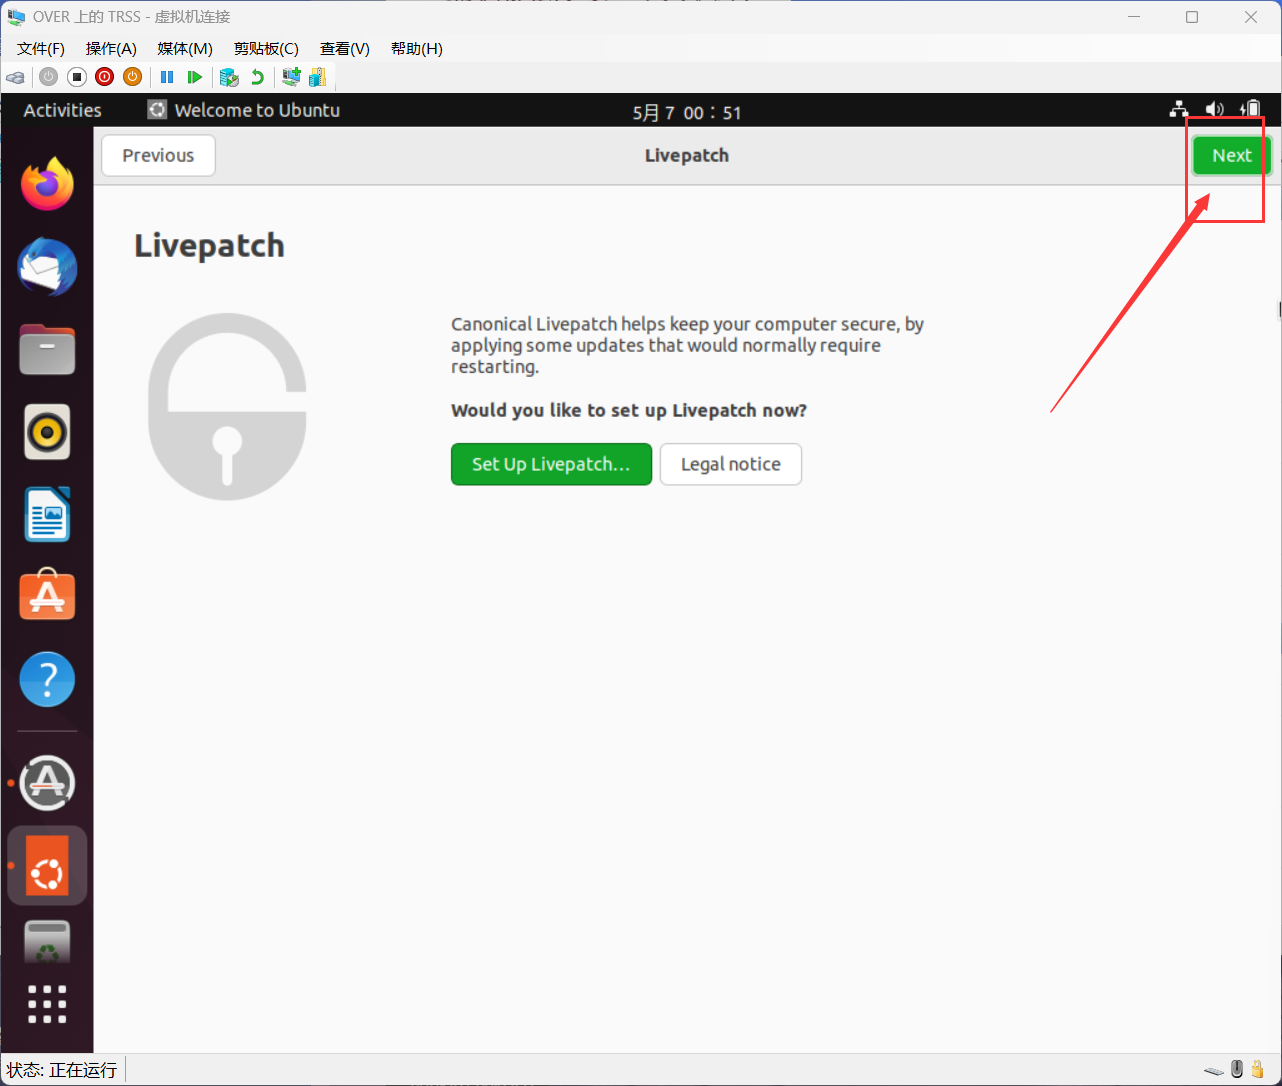 OVER 上的 TRSS - 虚拟机连接
文件(F) 操作(A) 媒体(M) 剪贴板(C) 查看(V) 帮助(H)
Activities Welcome to Ubuntu 5月 7 00：51
Previous Livepatch Next
Livepatch
Canonical Livepatch helps keep your computer secure, by
applying some updates that would normally require
restarting.
Would you like to set up Livepatch now?
Set Up Livepatch… Legal notice
状态: 正在运行